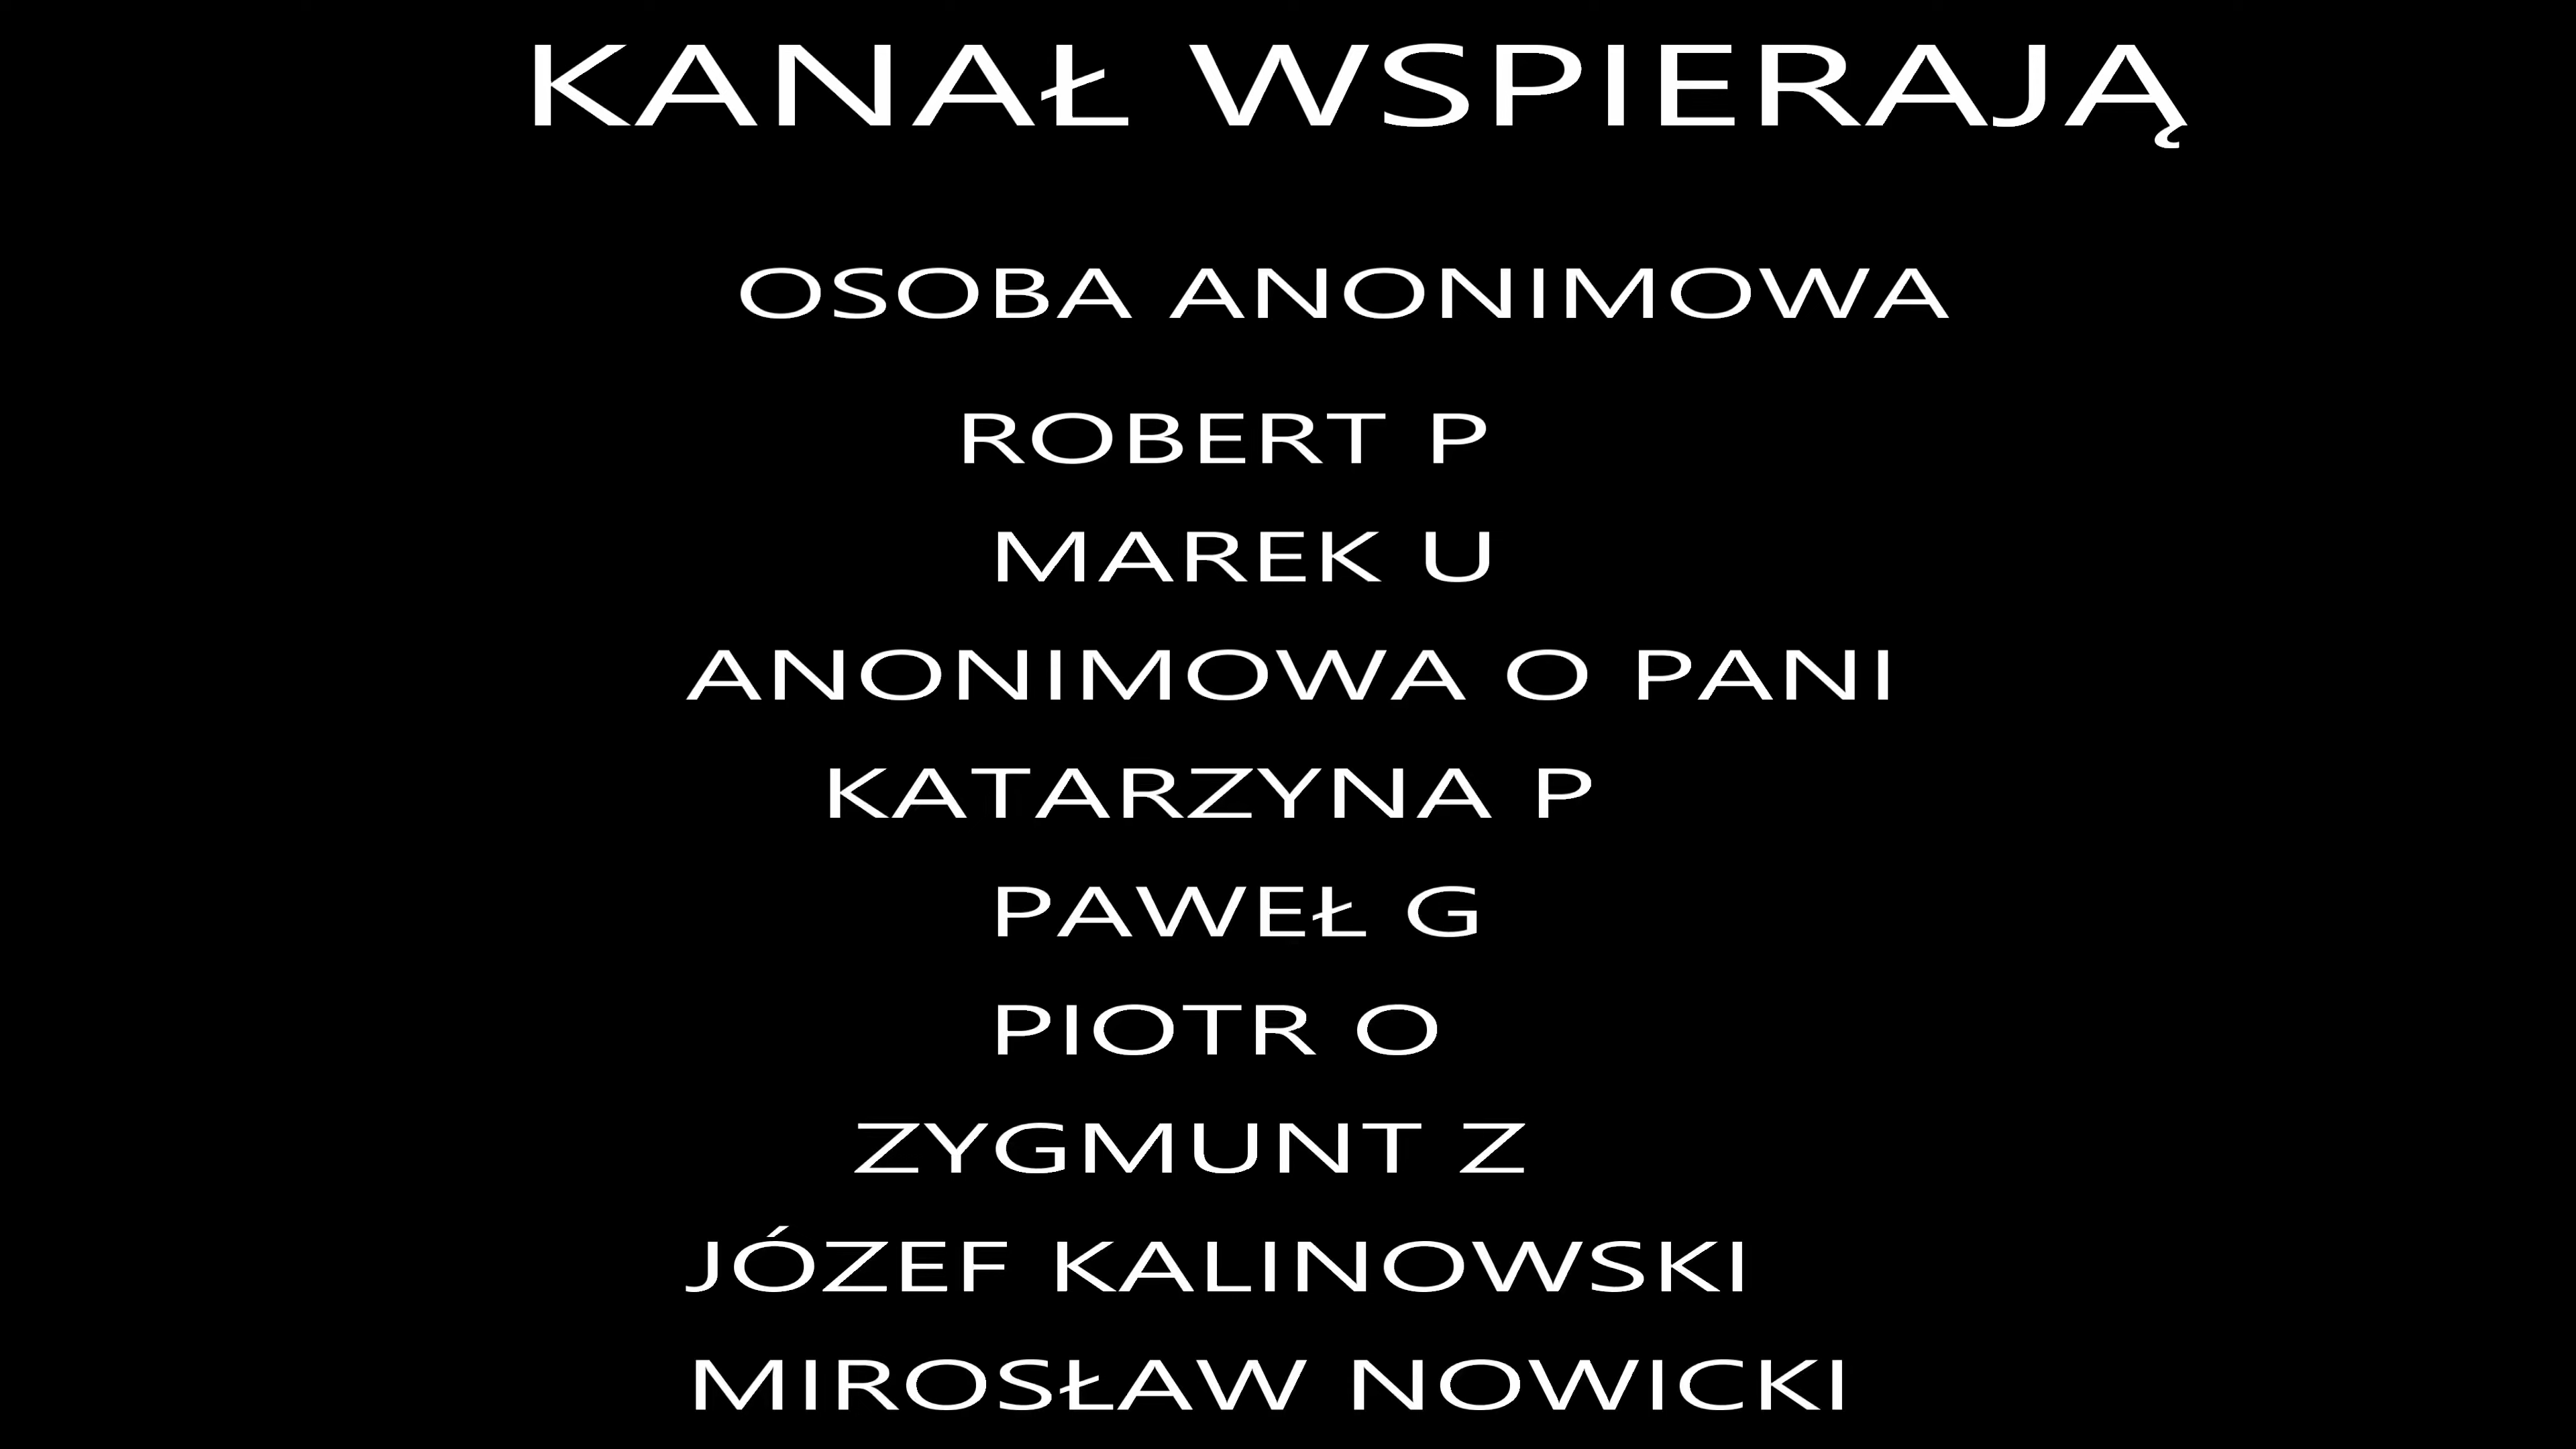 KANAŁ WSPIERAJĄ
OSOBA ANONIMOWA
ROBERT P
MAREK U
ANONIMOWA O PANI
KATARZYNA P
PAWEŁ G
PIOTR O
ZYGMUNT Z
JÓZEF KALINOWSKI
MIROSŁAW NOWICKI